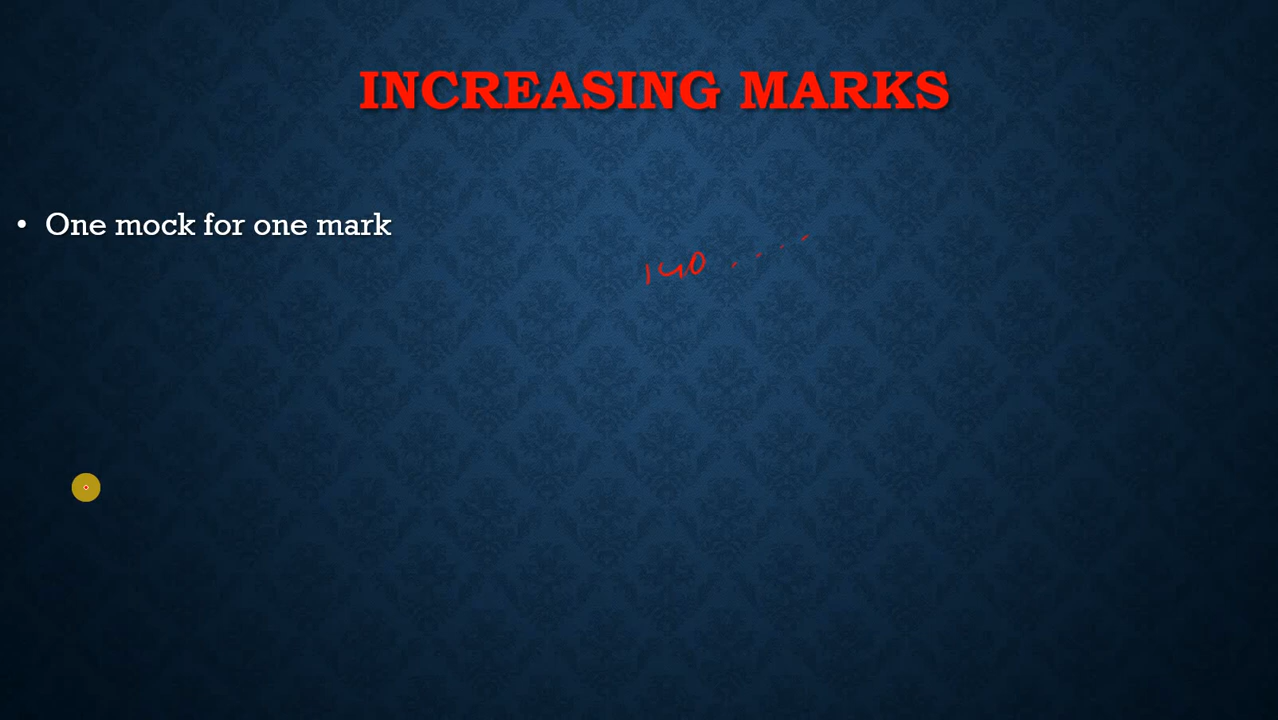 INCREASING MARKS
• One mock for one mark
140 . . . . .